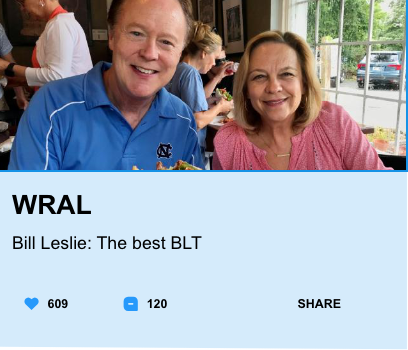 NC
WRAL
Bill Leslie: The best BLT
609
120
SHARE